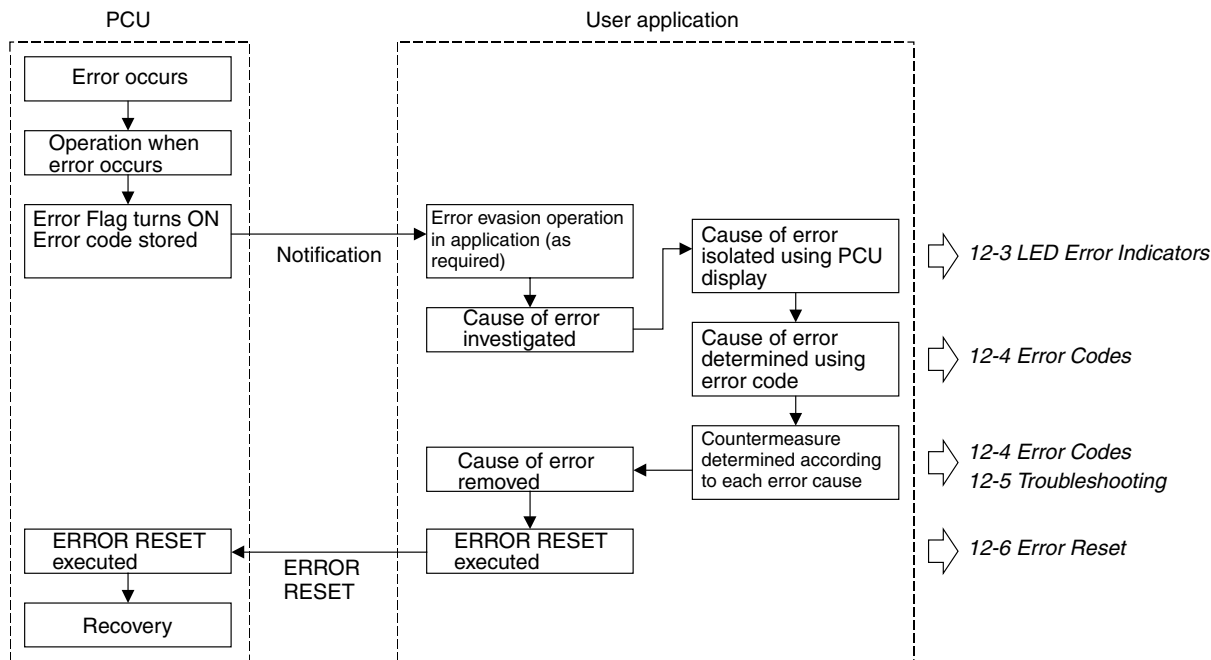 PCU
User application
Error occurs
Operation when
error occurs
Error Flag turns ON
Error code stored
Notification
Error evasion operation
in application (as
required)
Cause of error
investigated
Cause of error
isolated using PCU
display
12-3 LED Error Indicators
Cause of error
determined using
error code
12-4 Error Codes
Countermeasure
determined according
to each error cause
12-4 Error Codes
12-5 Troubleshooting
Cause of error
removed
ERROR RESET
executed
12-6 Error Reset
ERROR
RESET
ERROR RESET
executed
Recovery